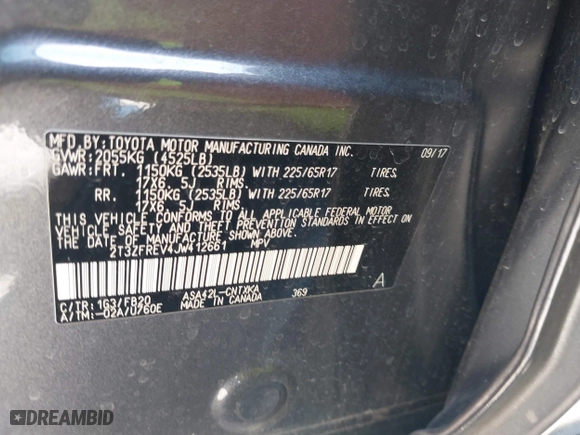 MFD.BY:TOYOTA MOTOR MANUFACTURING CANADA INC. 09/17
GVWR:2055KG (4525LB)
GAWR:FRT. 1150KG (2535LB) WITH 225/65R17 TIRES.
17X6.5J RIMS.
RR. 1150KG (2535LB) WITH 225/65R17 TIRES.
17X6.5J RIMS.
THIS VEHICLE CONFORMS TO ALL APPLICABLE FEDERAL MOTOR
VEHICLE SAFETY AND THEFT PREVENTION STANDARDS IN EFFECT
ON THE DATE OF MANUFACTURE SHOWN ABOVE.
2T3ZFREV4JW412661 MPV
C/TR:1G3/FB20 ASA42L-CNTXKA 369 A
A/TM:-02A/U760E MADE IN CANADA
DREAMBID